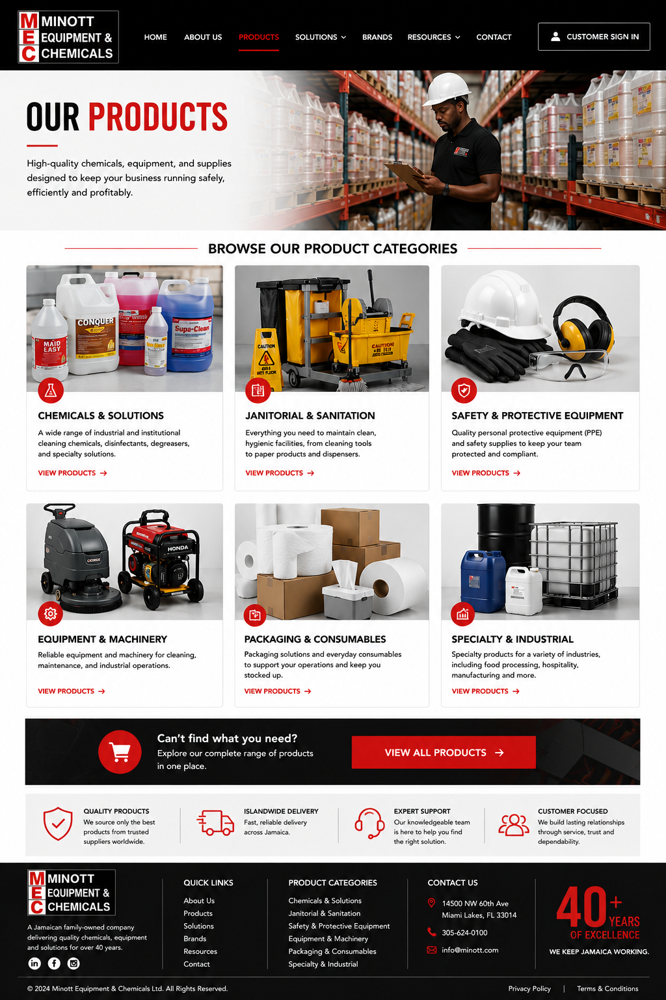 MEC
MINOTT
EQUIPMENT &
CHEMICALS
HOME
ABOUT US
PRODUCTS
SOLUTIONS
BRANDS
RESOURCES
CONTACT
CUSTOMER SIGN IN
OUR PRODUCTS
High-quality chemicals, equipment, and supplies
designed to keep your business running safely,
efficiently and profitably.
BROWSE OUR PRODUCT CATEGORIES
MAID
EASY
CONQUER
Supa-Clean
CAUTION
WET FLOOR
CAUTION
CHEMICALS & SOLUTIONS
A wide range of industrial and institutional
cleaning chemicals, disinfectants, degreasers,
and specialty solutions.
VIEW PRODUCTS →
JANITORIAL & SANITATION
Everything you need to maintain clean,
hygienic facilities, from cleaning tools
to paper products and dispensers.
VIEW PRODUCTS →
SAFETY & PROTECTIVE EQUIPMENT
Quality personal protective equipment (PPE)
and safety supplies to keep your team
protected and compliant.
VIEW PRODUCTS →
HONDA
EQUIPMENT & MACHINERY
Reliable equipment and machinery for cleaning,
maintenance, and industrial operations.
VIEW PRODUCTS →
PACKAGING & CONSUMABLES
Packaging solutions and everyday consumables
to support your operations and keep you
stocked up.
VIEW PRODUCTS →
SPECIALTY & INDUSTRIAL
Specialty products for a variety of industries,
including food processing, hospitality,
manufacturing and more.
VIEW PRODUCTS →
Can't find what you need?
Explore our complete range of products
in one place.
VIEW ALL PRODUCTS →
QUALITY PRODUCTS
We source only the best
products from trusted
suppliers worldwide.
ISLANDWIDE DELIVERY
Fast, reliable delivery
across Jamaica.
EXPERT SUPPORT
Our knowledgeable team
is here to help you find
the right solution.
CUSTOMER FOCUSED
We build lasting relationships
through service, trust and
dependability.
MEC
MINOTT
EQUIPMENT &
CHEMICALS
A Jamaican family-owned company
delivering quality chemicals, equipment
and solutions for over 40 years.
in f
QUICK LINKS
About Us
Products
Solutions
Brands
Resources
Contact
PRODUCT CATEGORIES
Chemicals & Solutions
Janitorial & Sanitation
Safety & Protective Equipment
Equipment & Machinery
Packaging & Consumables
Specialty & Industrial
CONTACT US
14500 NW 60th Ave
Miami Lakes, FL 33014
305-624-0100
info@minott.com
40+
YEARS
OF EXCELLENCE
WE KEEP JAMAICA WORKING.
© 2024 Minott Equipment & Chemicals Ltd. All Rights Reserved.
Privacy Policy | Terms & Conditions